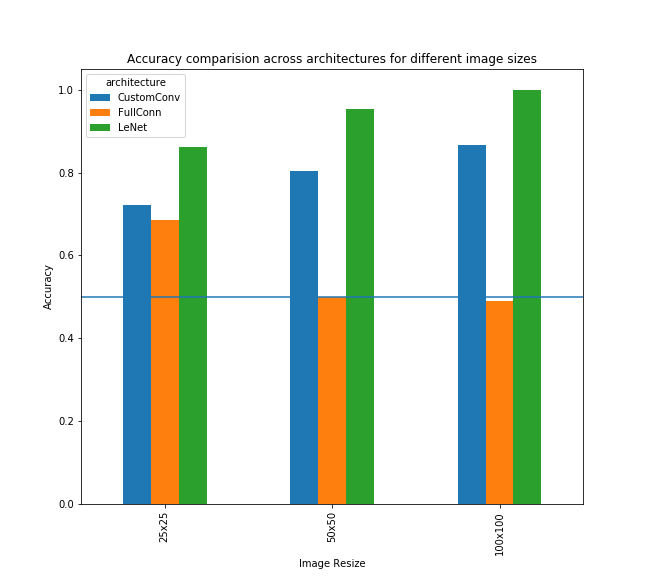 Accuracy comparision across architectures for different image sizes
architecture
CustomConv
FullConn
LeNet
1.0
0.8
0.6
0.4
0.2
0.0
Accuracy
25x25
50x50
100x100
Image Resize